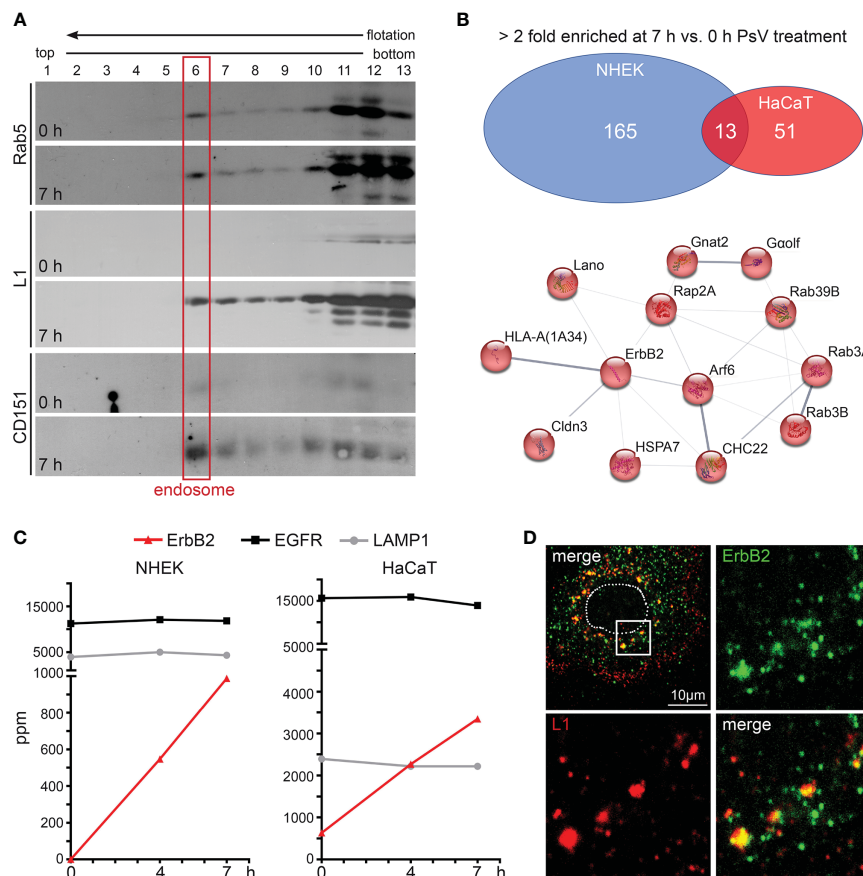 A
flotation
top
bottom
1 2 3 4 5 6 7 8 9 10 11 12 13
Rab5
0 h
7 h
L1
0 h
7 h
CD151
0 h
7 h
endosome
B
> 2 fold enriched at 7 h vs. 0 h PsV treatment
NHEK
HaCaT
165
13
51
Gnat2
Gαolf
Lano
Rap2A
Rab39B
HLA-A(1A34)
ErbB2
Arf6
Rab3A
Rab3B
Cldn3
HSPA7
CHC22
C
ErbB2 EGFR LAMP1
NHEK
HaCaT
ppm
15000
5000
1000
800
600
400
200
0
0 4 7 h
15000
5000
4000
3000
2000
1000
0
0 4 7 h
D
merge
10µm
ErbB2
L1
merge